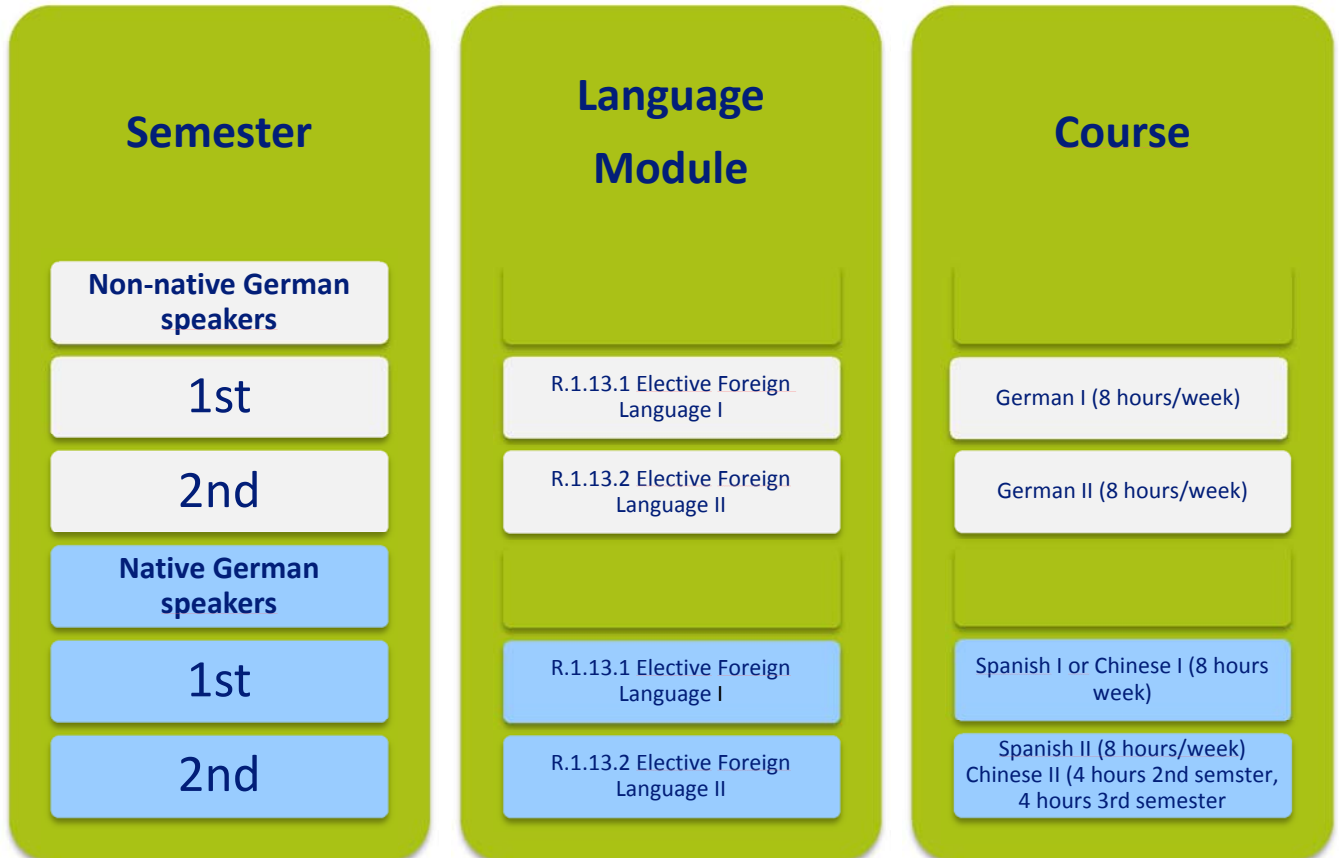 Semester
Language
Module
Course
Non-native German
speakers
1st
R.1.13.1 Elective Foreign
Language I
German I (8 hours/week)
2nd
R.1.13.2 Elective Foreign
Language II
German II (8 hours/week)
Native German
speakers
1st
R.1.13.1 Elective Foreign
Language I
Spanish I or Chinese I (8 hours
week)
2nd
R.1.13.2 Elective Foreign
Language II
Spanish II (8 hours/week)
Chinese II (4 hours 2nd semster,
4 hours 3rd semester